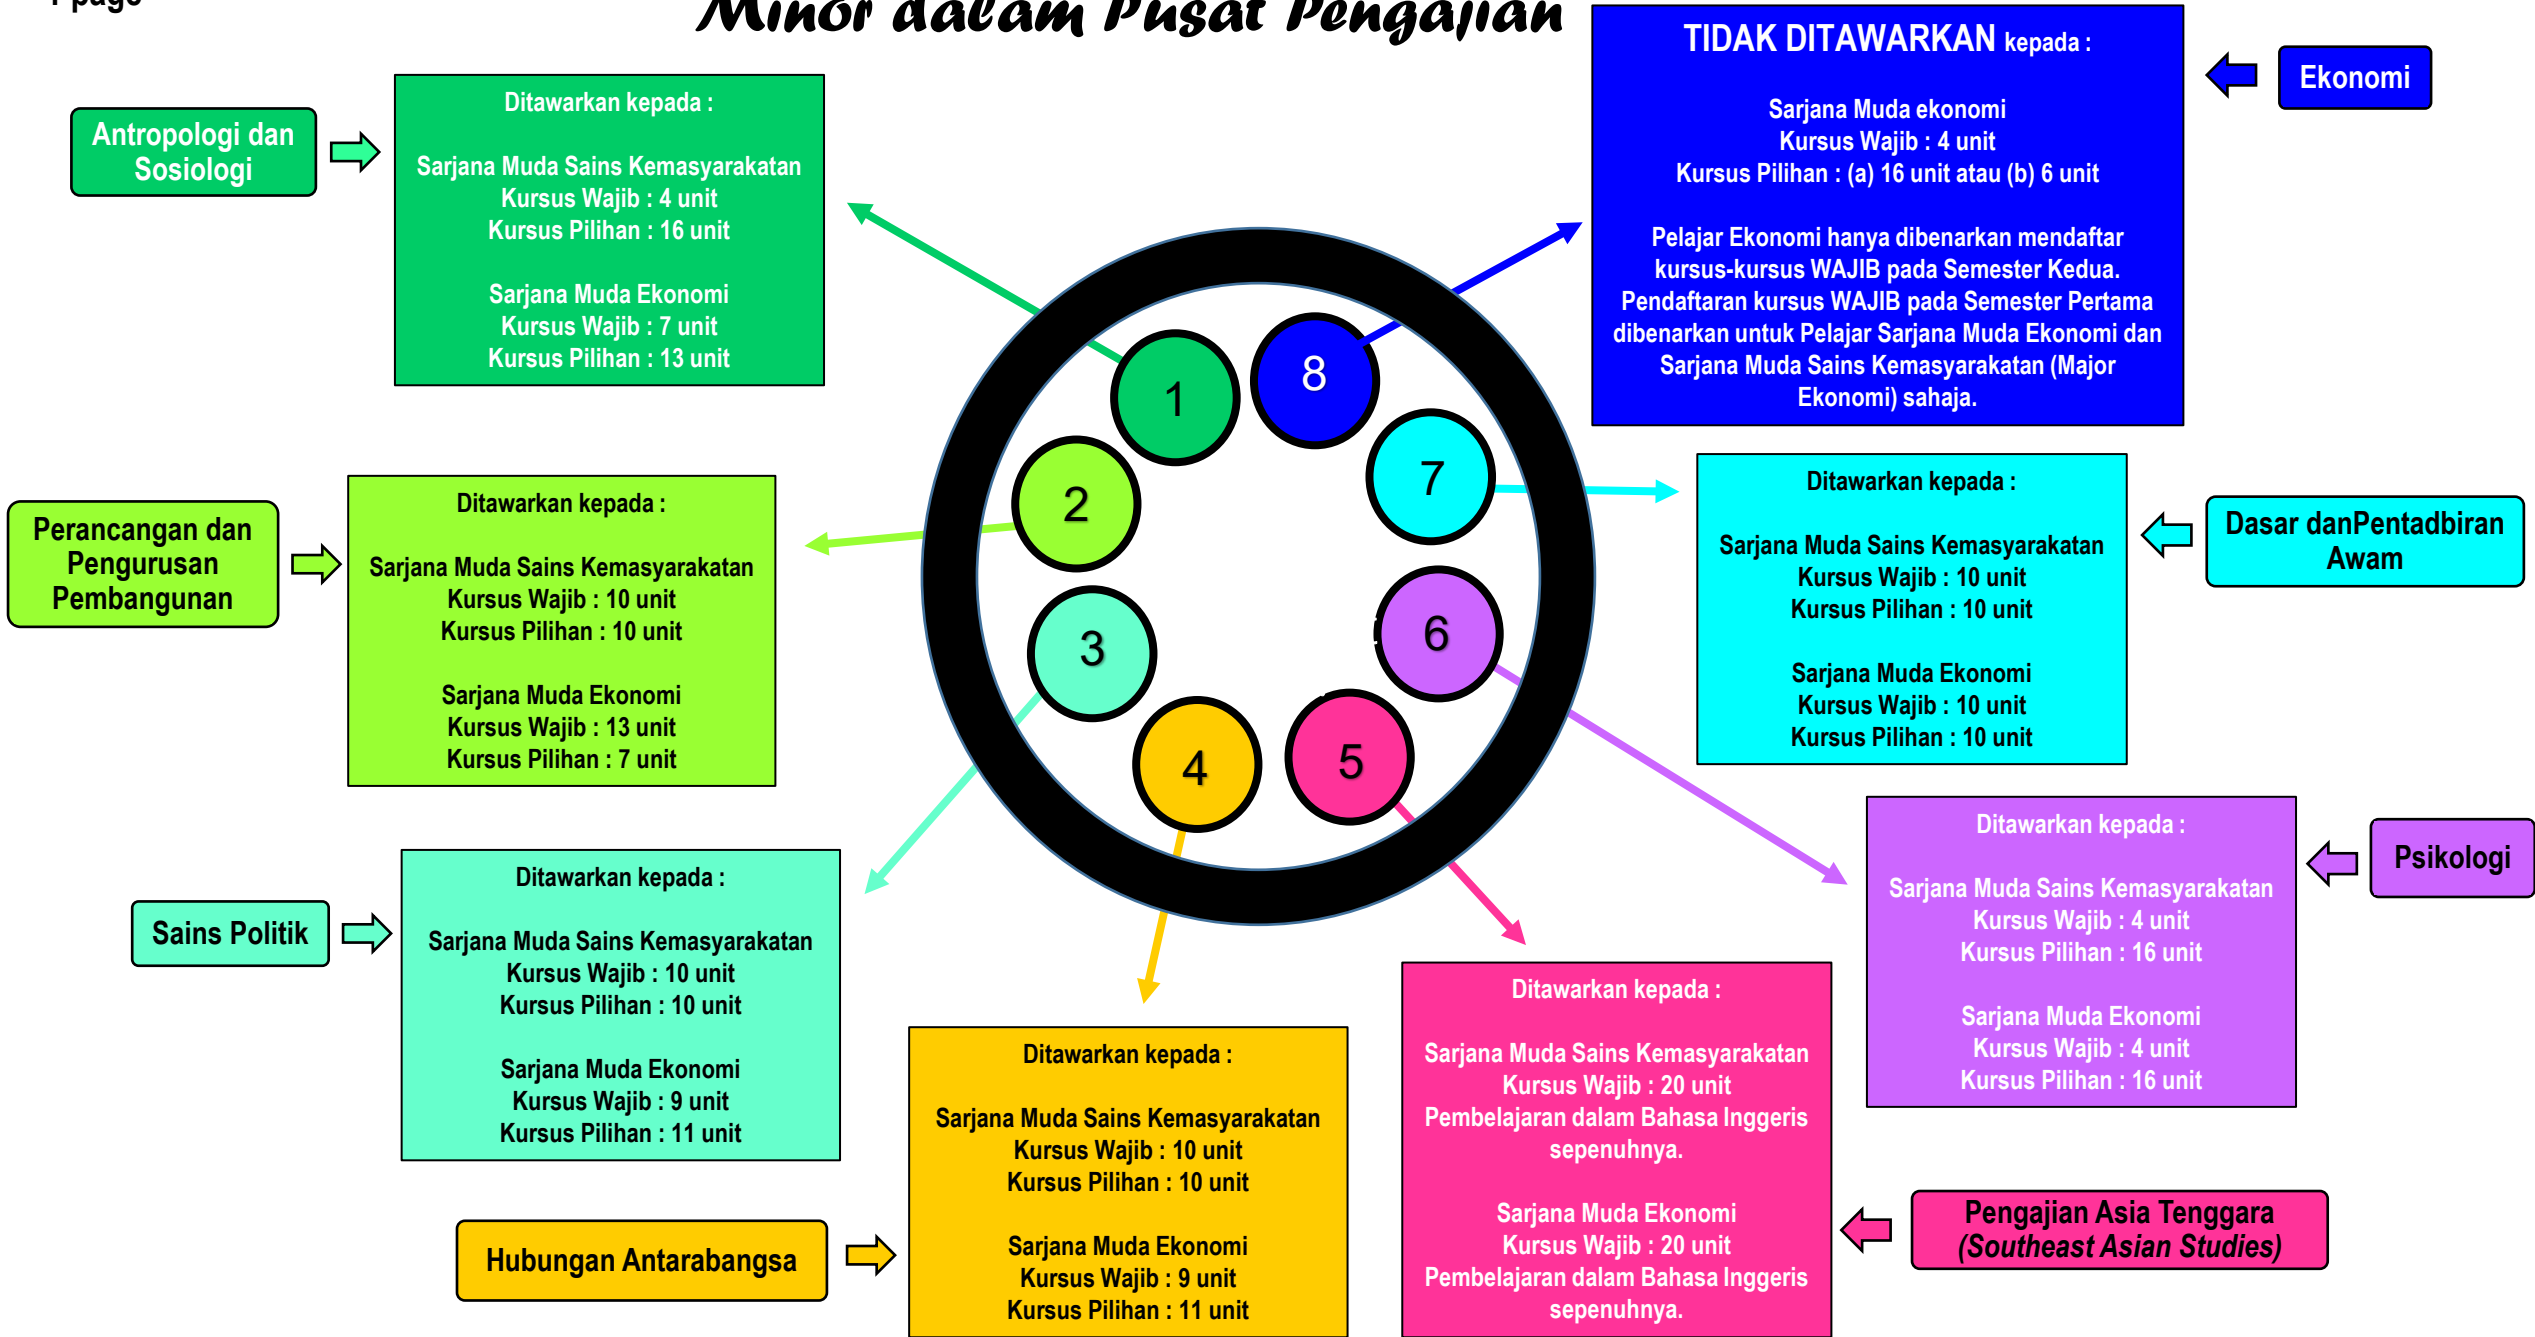 Minor dalam Pusat Pengajian
Antropologi dan
Sosiologi
Ditawarkan kepada :
Sarjana Muda Sains Kemasyarakatan
Kursus Wajib : 4 unit
Kursus Pilihan : 16 unit
Sarjana Muda Ekonomi
Kursus Wajib : 7 unit
Kursus Pilihan : 13 unit
Perancangan dan
Pengurusan
Pembangunan
Ditawarkan kepada :
Sarjana Muda Sains Kemasyarakatan
Kursus Wajib : 10 unit
Kursus Pilihan : 10 unit
Sarjana Muda Ekonomi
Kursus Wajib : 13 unit
Kursus Pilihan : 7 unit
Sains Politik
Ditawarkan kepada :
Sarjana Muda Sains Kemasyarakatan
Kursus Wajib : 10 unit
Kursus Pilihan : 10 unit
Sarjana Muda Ekonomi
Kursus Wajib : 9 unit
Kursus Pilihan : 11 unit
Hubungan Antarabangsa
Ditawarkan kepada :
Sarjana Muda Sains Kemasyarakatan
Kursus Wajib : 10 unit
Kursus Pilihan : 10 unit
Sarjana Muda Ekonomi
Kursus Wajib : 9 unit
Kursus Pilihan : 11 unit
1
2
3
4
5
6
7
8
TIDAK DITAWARKAN kepada :
Sarjana Muda ekonomi
Kursus Wajib : 4 unit
Kursus Pilihan : (a) 16 unit atau (b) 6 unit
Pelajar Ekonomi hanya dibenarkan mendaftar
kursus-kursus WAJIB pada Semester Kedua.
Pendaftaran kursus WAJIB pada Semester Pertama
dibenarkan untuk Pelajar Sarjana Muda Ekonomi dan
Sarjana Muda Sains Kemasyarakatan (Major
Ekonomi) sahaja.
Ekonomi
Ditawarkan kepada :
Sarjana Muda Sains Kemasyarakatan
Kursus Wajib : 10 unit
Kursus Pilihan : 10 unit
Sarjana Muda Ekonomi
Kursus Wajib : 10 unit
Kursus Pilihan : 10 unit
Dasar danPentadbiran
Awam
Ditawarkan kepada :
Sarjana Muda Sains Kemasyarakatan
Kursus Wajib : 4 unit
Kursus Pilihan : 16 unit
Sarjana Muda Ekonomi
Kursus Wajib : 4 unit
Kursus Pilihan : 16 unit
Psikologi
Ditawarkan kepada :
Sarjana Muda Sains Kemasyarakatan
Kursus Wajib : 20 unit
Pembelajaran dalam Bahasa Inggeris
sepenuhnya.
Sarjana Muda Ekonomi
Kursus Wajib : 20 unit
Pembelajaran dalam Bahasa Inggeris
sepenuhnya.
Pengajian Asia Tenggara
(Southeast Asian Studies)